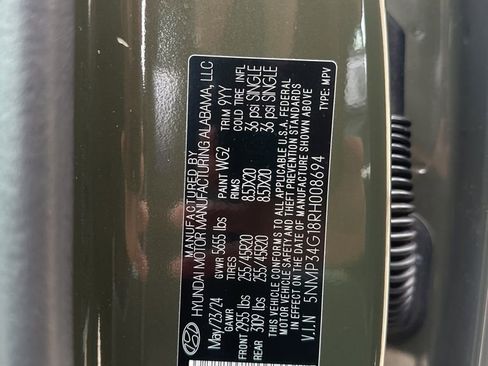 MANUFACTURED BY
HYUNDAI MOTOR MANUFACTURING ALABAMA, LLC
May/23/24 GVWR 5655 lbs PAINT WG2 TRIM 9YY
GAWR TIRES RIMS COLD TIRE INFL
FRONT 2955 lbs 255/45R20 8.5JX20 36 psi SINGLE
REAR 3109 lbs 255/45R20 8.5JX20 36 psi SINGLE
THIS VEHICLE CONFORMS TO ALL APPLICABLE U.S.A. FEDERAL
MOTOR VEHICLE SAFETY AND THEFT PREVENTION STANDARDS
IN EFFECT ON THE DATE OF MANUFACTURE SHOWN ABOVE
V.I.N 5NMP34G18RH008694 TYPE: MPV